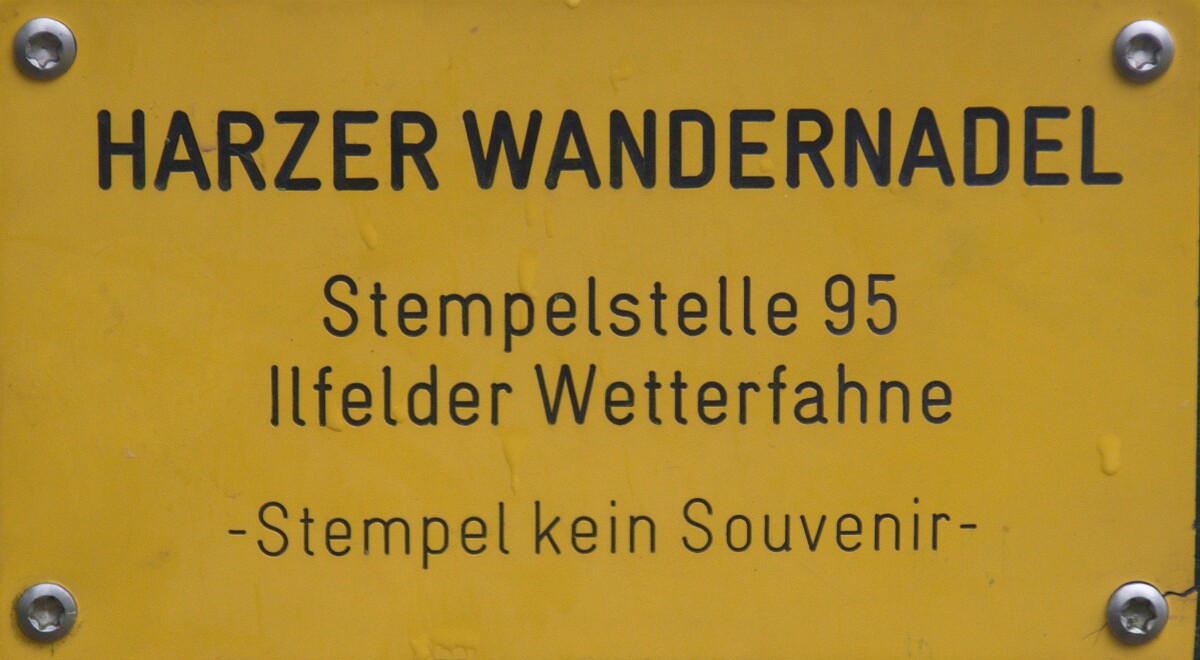 HARZER WANDERNADEL
Stempelstelle 95
Ilfelder Wetterfahne
-Stempel kein Souvenir-